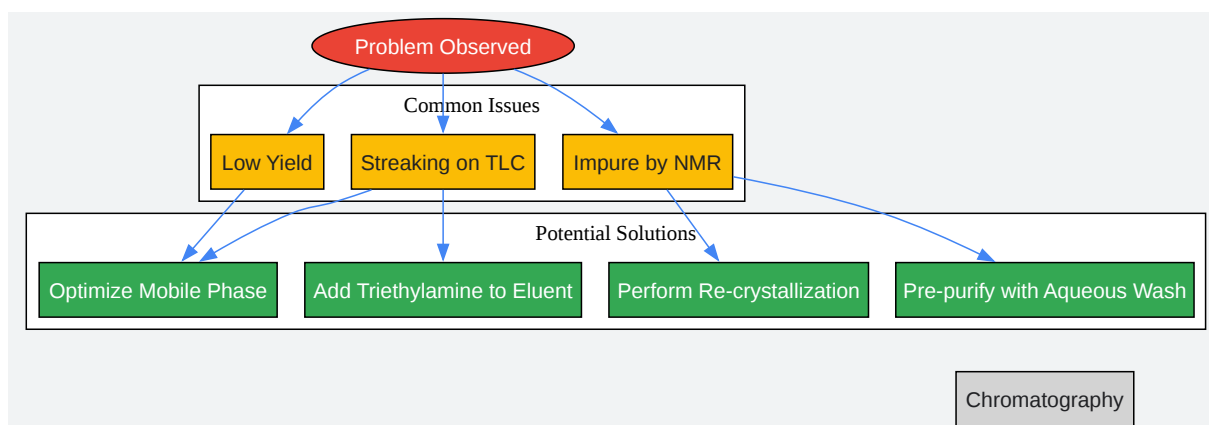 Problem Observed
Common Issues
Low Yield
Streaking on TLC
Impure by NMR
Potential Solutions
Optimize Mobile Phase
Add Triethylamine to Eluent
Perform Re-crystallization
Pre-purify with Aqueous Wash
Chromatography